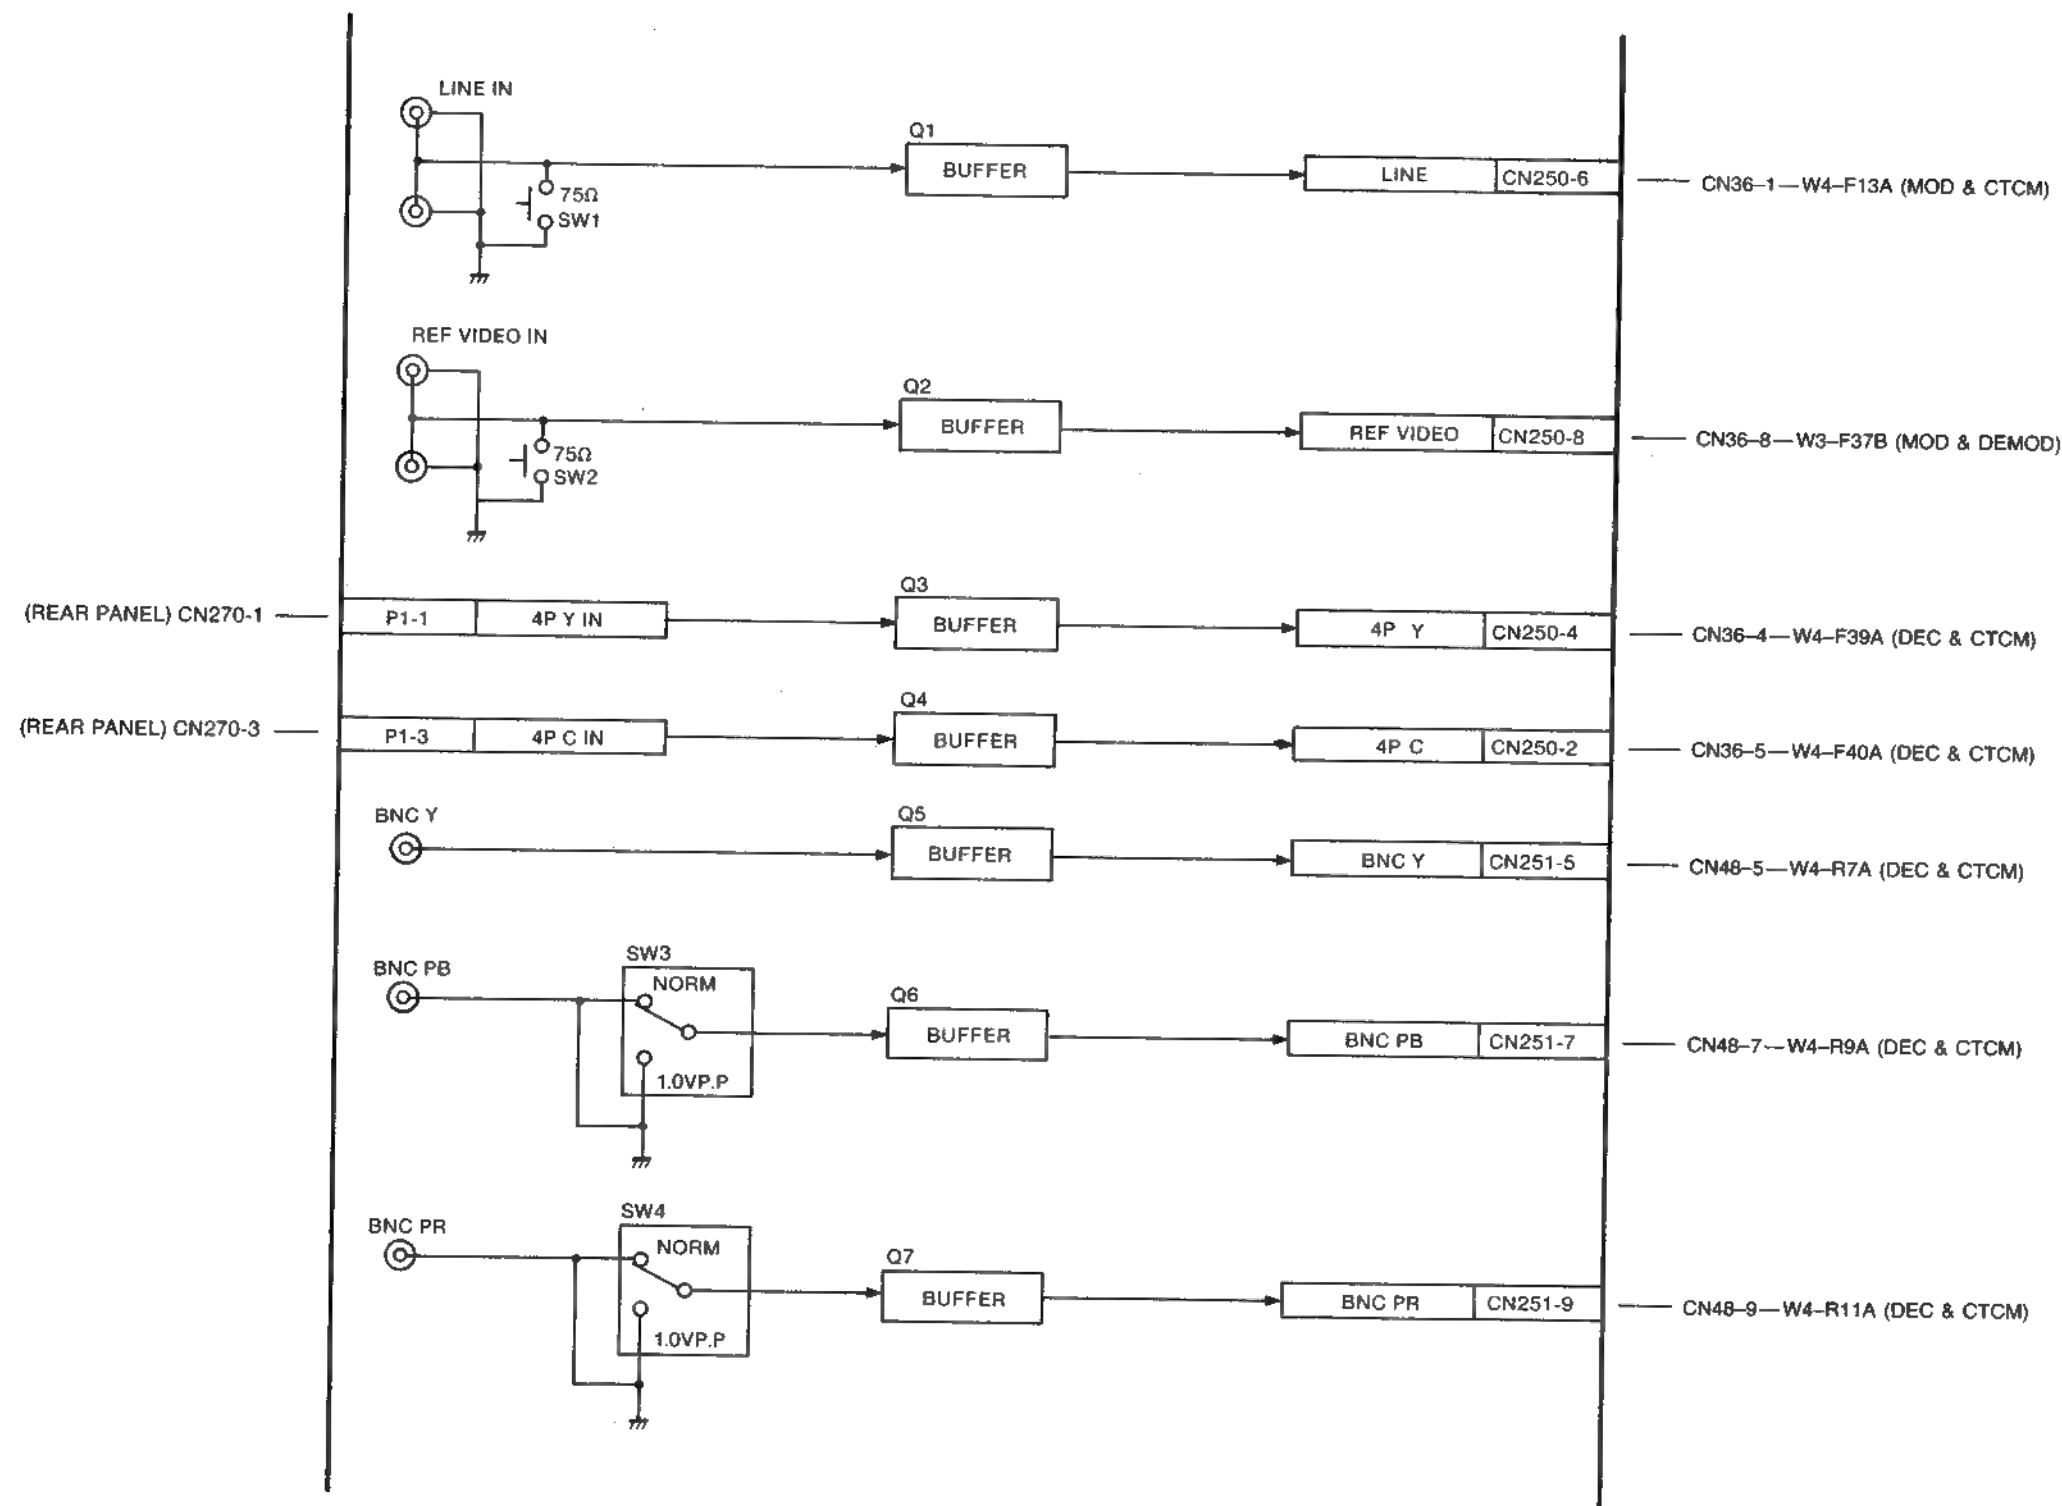 LINE IN
Q1
BUFFER
LINE CN250-6
CN36-1—W4-F13A (MOD & CTCM)
75Ω
SW1
REF VIDEO IN
Q2
BUFFER
REF VIDEO CN250-8
CN36-8—W3-F37B (MOD & DEMOD)
75Ω
SW2
(REAR PANEL) CN270-1
P1-1 4P Y IN
Q3
BUFFER
4P Y CN250-4
CN36-4—W4-F39A (DEC & CTCM)
(REAR PANEL) CN270-3
P1-3 4P C IN
Q4
BUFFER
4P C CN250-2
CN36-5—W4-F40A (DEC & CTCM)
BNC Y
Q5
BUFFER
BNC Y CN251-5
CN48-5—W4-R7A (DEC & CTCM)
BNC PB
SW3
NORM
1.0VP.P
Q6
BUFFER
BNC PB CN251-7
CN48-7—W4-R9A (DEC & CTCM)
BNC PR
SW4
NORM
1.0VP.P
Q7
BUFFER
BNC PR CN251-9
CN48-9—W4-R11A (DEC & CTCM)